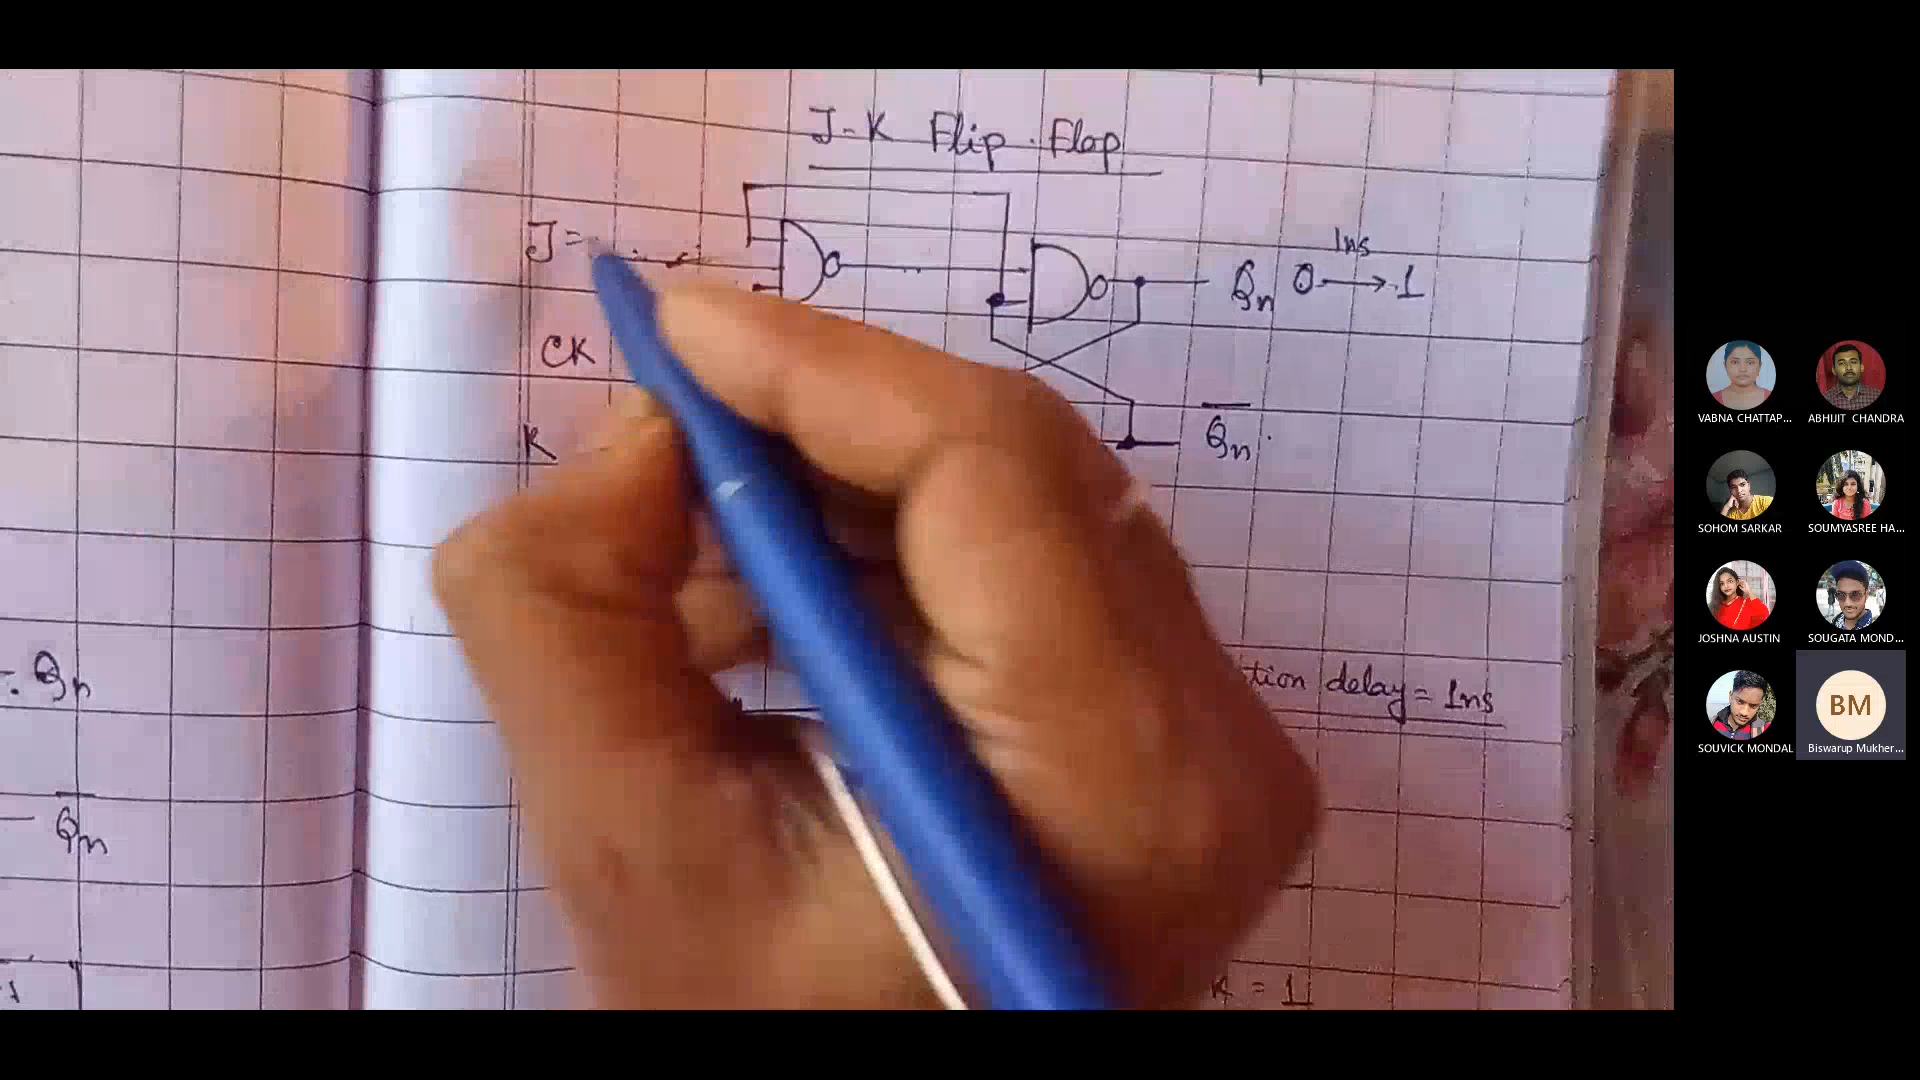 J-K Flip-Flop
J=
1ns
Qn 0 → 1
CK
K
Qn
tion delay = 1ns
Qn
Qn
K = 1
VABNA CHATTAP...
ABHIJIT CHANDRA
SOHOM SARKAR
SOUMYASREE HA...
JOSHNA AUSTIN
SOUGATA MOND...
SOUVICK MONDAL
BM
Biswarup Mukher...